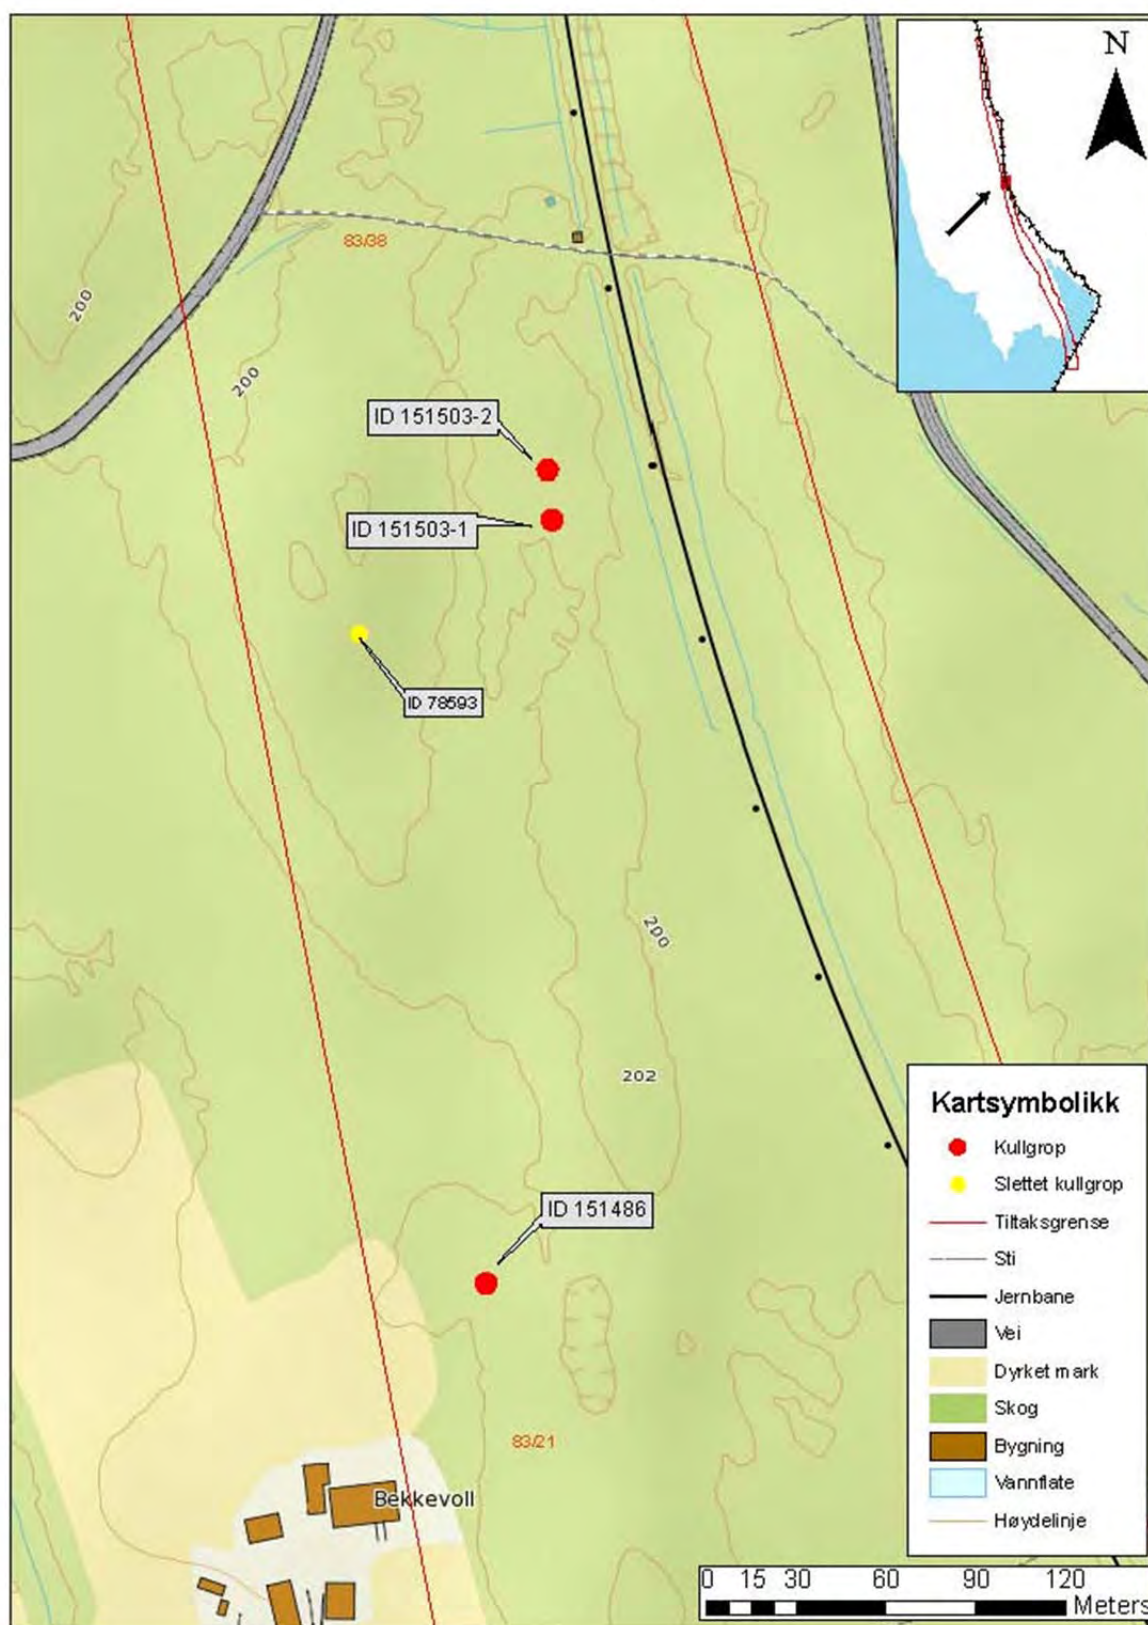 N
83/38
200
200
ID 151503-2
ID 151503-1
ID 78593
200
202
Kartsymbolikk
Kullgrop
Slettet kullgrop
Tiltaksgrense
Sti
Jernbane
Vei
Dyrket mark
Skog
Bygning
Vannflate
Høydelinje
ID 151486
83/21
Bekkevoll
0 15 30 60 90 120
Meters